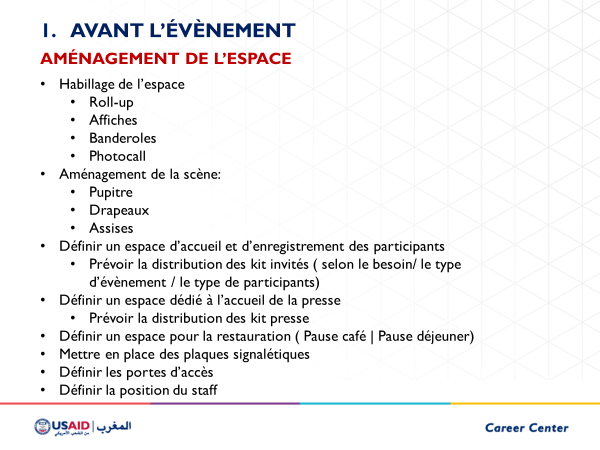 1. AVANT L’ÉVÈNEMENT
AMÉNAGEMENT DE L’ESPACE
• Habillage de l’espace
• Roll-up
• Affiches
• Banderoles
• Photocall
• Aménagement de la scène:
• Pupitre
• Drapeaux
• Assises
• Définir un espace d’accueil et d’enregistrement des participants
• Prévoir la distribution des kit invités ( selon le besoin/ le type
d’évènement / le type de participants)
• Définir un espace dédié à l’accueil de la presse
• Prévoir la distribution des kit presse
• Définir un espace pour la restauration ( Pause café | Pause déjeuner)
• Mettre en place des plaques signalétiques
• Définir les portes d’accès
• Définir la position du staff
USAID | المغرب
من الشعب الأمريكي
Career Center